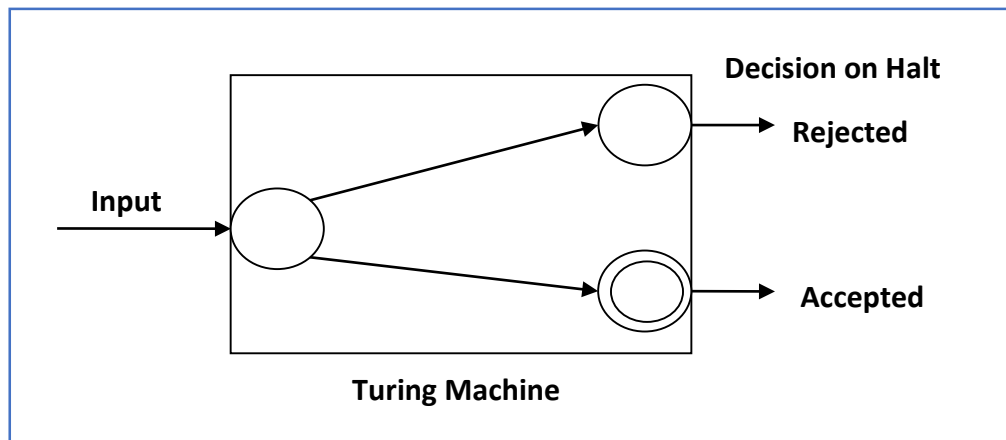 Decision on Halt
Rejected
Input
Accepted
Turing Machine